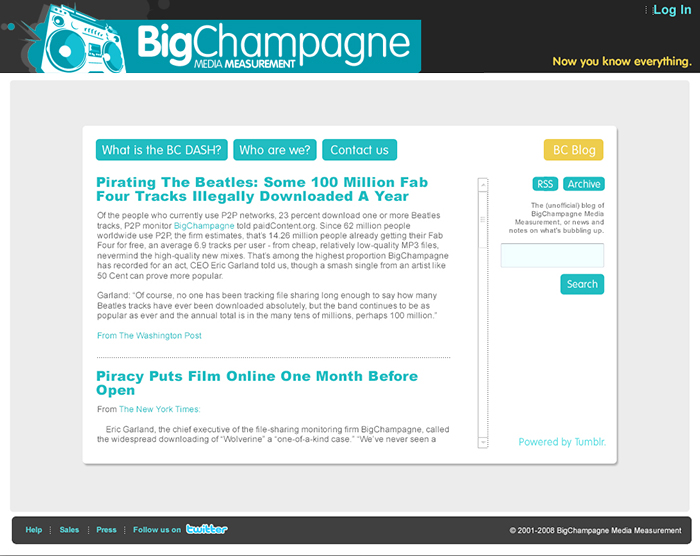 Log In
BigChampagne
MEDIA MEASUREMENT
Now you know everything.
What is the BC DASH? Who are we? Contact us BC Blog
Pirating The Beatles: Some 100 Million Fab
Four Tracks Illegally Downloaded A Year
Of the people who currently use P2P networks, 23 percent download one or more Beatles
tracks, P2P monitor BigChampagne told paidContent.org. Since 62 million people
worldwide use P2P, the firm estimates, that's 14.26 million people already getting their Fab
Four for free, an average 6.9 tracks per user - from cheap, relatively low-quality MP3 files,
nevermind the high-quality new mixes. That's among the highest proportion BigChampagne
has recorded for an act, CEO Eric Garland told us, though a smash single from an artist like
50 Cent can prove more popular.
Garland: "Of course, no one has been tracking file sharing long enough to say how many
Beatles tracks have ever been downloaded absolutely, but the band continues to be as
popular as ever and the annual total is in the many tens of millions, perhaps 100 million."
From The Washington Post
Piracy Puts Film Online One Month Before
Open
From The New York Times:
Eric Garland, the chief executive of the file-sharing monitoring firm BigChampagne, called
the widespread downloading of "Wolverine" a "one-of-a-kind case." "We've never seen a
RSS Archive
The (unofficial) blog of
BigChampagne Media
Measurement, or news and
notes on what's bubbling up.
Search
Powered by Tumblr.
Help Sales Press Follow us on twitter
© 2001-2008 BigChampagne Media Measurement